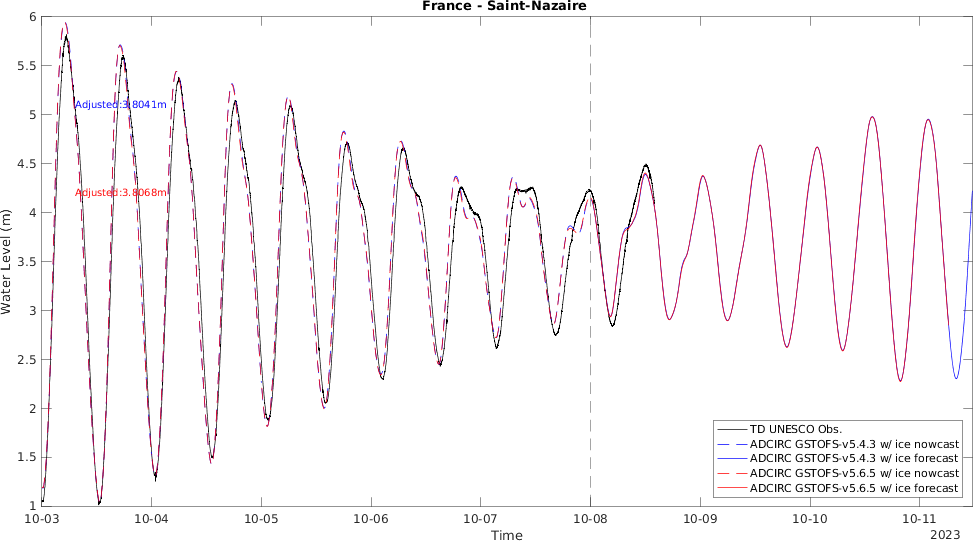 France - Saint-Nazaire
6
5.5
5
4.5
4
3.5
3
2.5
2
1.5
1
Water Level (m)
Adjusted:3.8041m
Adjusted:3.8068m
10-03 10-04 10-05 10-06 10-07 10-08 10-09 10-10 10-11
Time
2023
TD UNESCO Obs.
ADCIRC GSTOFS-v5.4.3 w/ ice nowcast
ADCIRC GSTOFS-v5.4.3 w/ ice forecast
ADCIRC GSTOFS-v5.6.5 w/ ice nowcast
ADCIRC GSTOFS-v5.6.5 w/ ice forecast